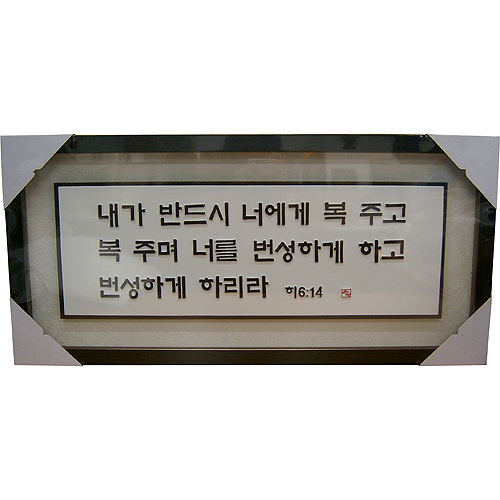 내가 반드시 너에게 복 주고
복 주며 너를 번성하게 하고
번성하게 하리라 히6:14